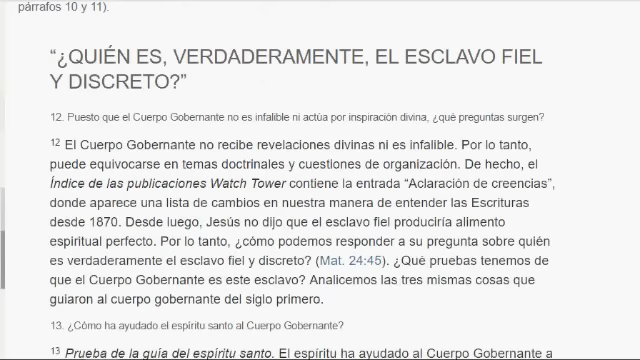 párrafos 10 y 11).
“¿QUIÉN ES, VERDADERAMENTE, EL ESCLAVO FIEL
Y DISCRETO?”
12. Puesto que el Cuerpo Gobernante no es infalible ni actúa por inspiración divina, ¿qué preguntas surgen?
12 El Cuerpo Gobernante no recibe revelaciones divinas ni es infalible. Por lo tanto,
puede equivocarse en temas doctrinales y cuestiones de organización. De hecho, el
Índice de las publicaciones Watch Tower contiene la entrada “Aclaración de creencias”,
donde aparece una lista de cambios en nuestra manera de entender las Escrituras
desde 1870. Desde luego, Jesús no dijo que el esclavo fiel produciría alimento
espiritual perfecto. Por lo tanto, ¿cómo podemos responder a su pregunta sobre quién
es verdaderamente el esclavo fiel y discreto? (Mat. 24:45). ¿Qué pruebas tenemos de
que el Cuerpo Gobernante es este esclavo? Analicemos las tres mismas cosas que
guiaron al cuerpo gobernante del siglo primero.
13. ¿Cómo ha ayudado el espíritu santo al Cuerpo Gobernante?
13 Prueba de la guía del espíritu santo. El espíritu ha ayudado al Cuerpo Gobernante a